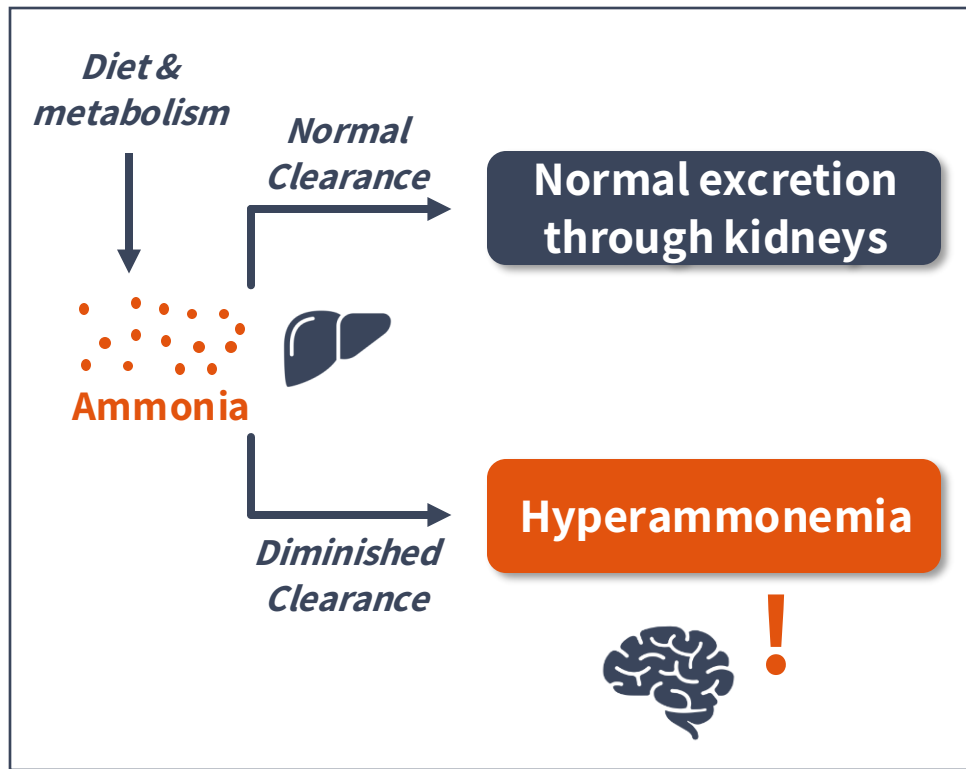 Diet &
metabolism
Normal
Clearance
Normal excretion
through kidneys
Ammonia
Hyperammonemia
Diminished
Clearance
!